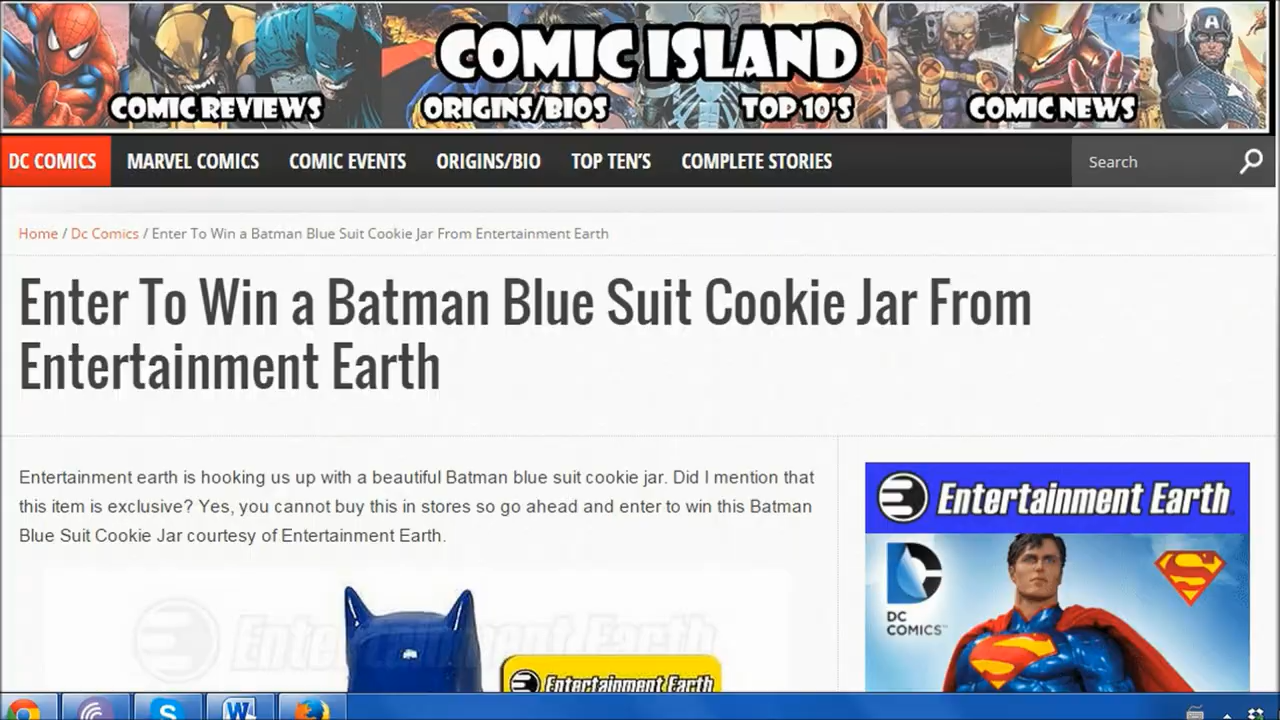 COMIC ISLAND
COMIC REVIEWS ORIGINS/BIOS TOP 10'S COMIC NEWS
DC COMICS MARVEL COMICS COMIC EVENTS ORIGINS/BIO TOP TEN'S COMPLETE STORIES Search
Home / Dc Comics / Enter To Win a Batman Blue Suit Cookie Jar From Entertainment Earth
Enter To Win a Batman Blue Suit Cookie Jar From
Entertainment Earth
Entertainment earth is hooking us up with a beautiful Batman blue suit cookie jar. Did I mention that
this item is exclusive? Yes, you cannot buy this in stores so go ahead and enter to win this Batman
Blue Suit Cookie Jar courtesy of Entertainment Earth.
Entertainment Earth
Entertainment Earth
Entertainment Earth
DC
COMICS™